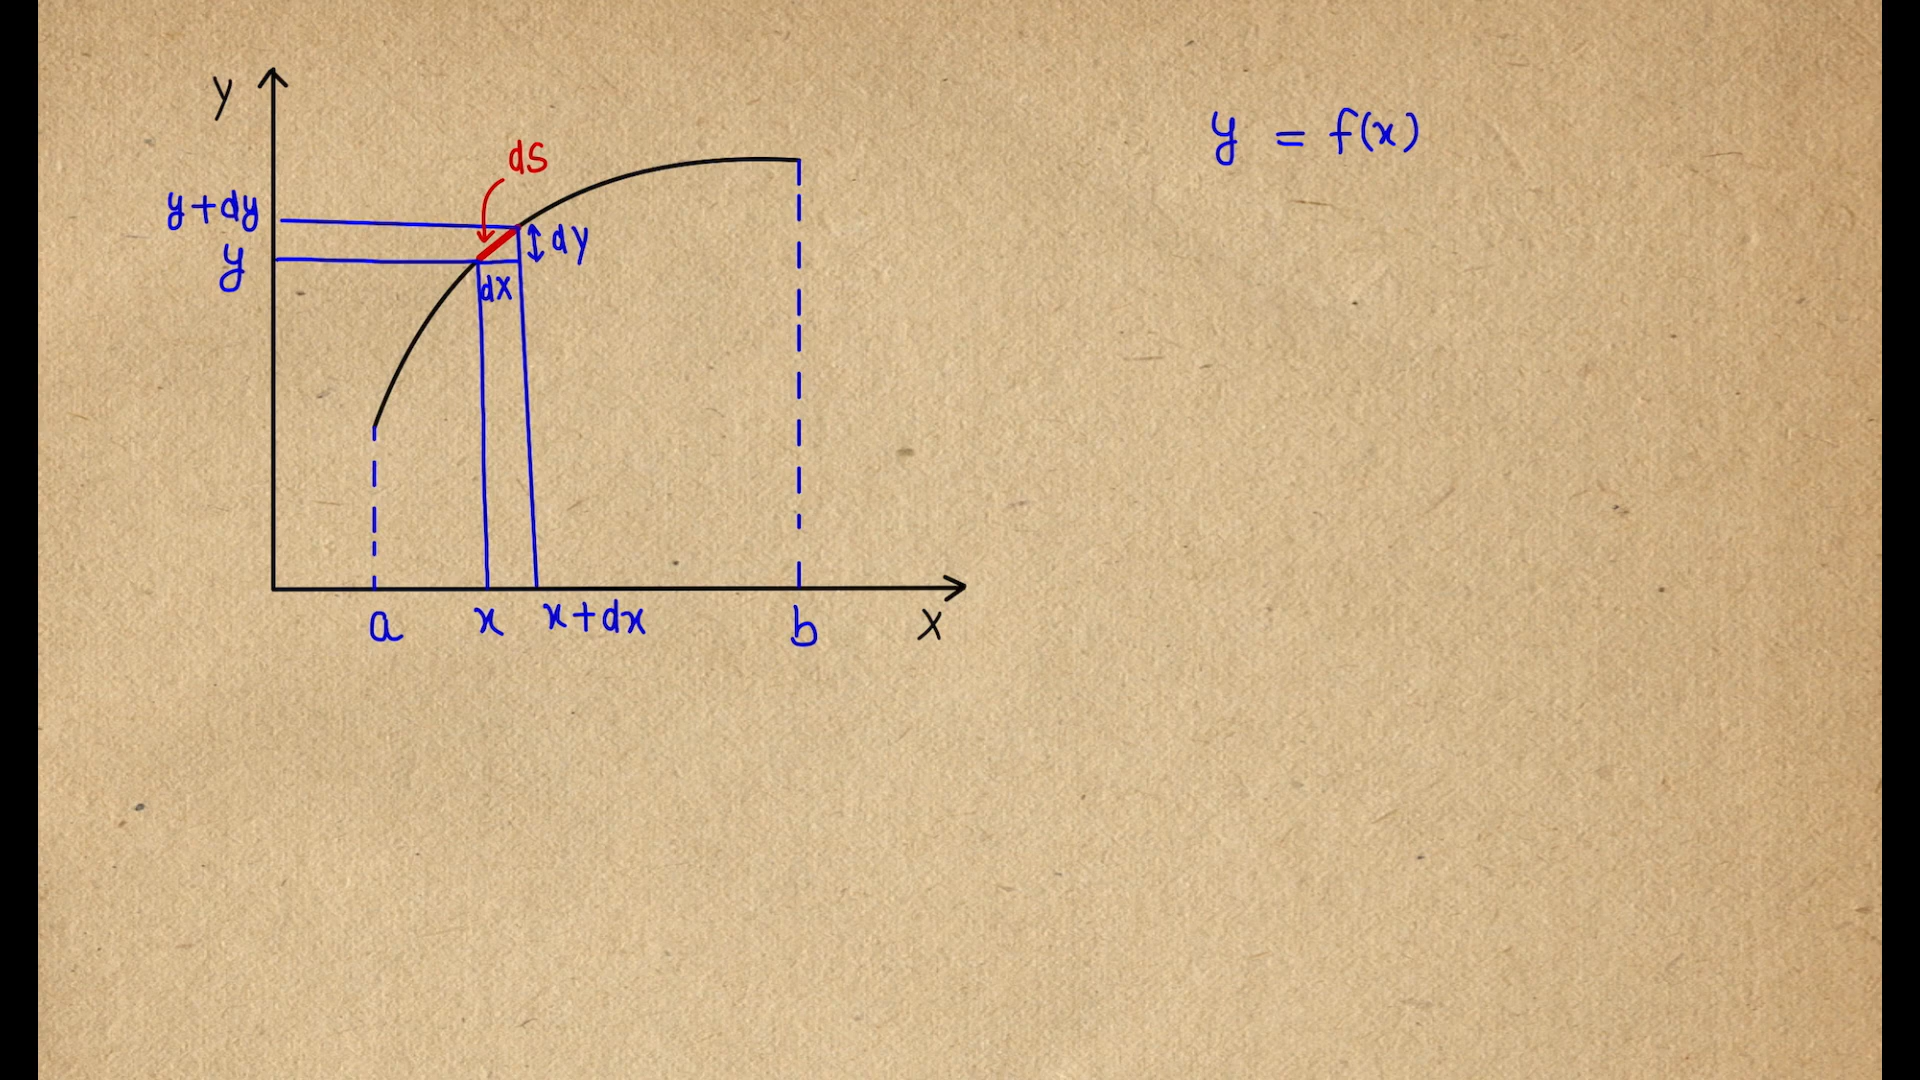 y
y = f(x)
dS
y+dy
dy
y
dx
a
x
x+dx
b
x